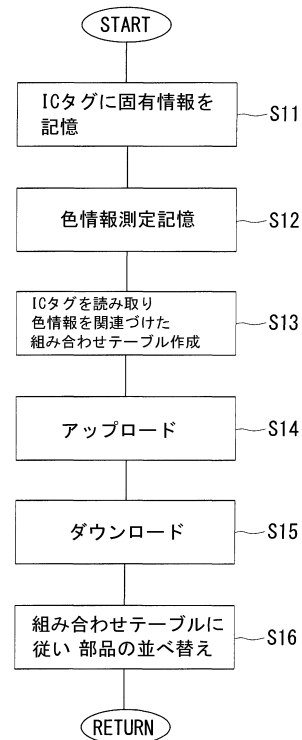 START
ICタグに固有情報を
記憶
S11
色情報測定記憶
S12
ICタグを読み取り
色情報を関連づけた
組み合わせテーブル作成
S13
アップロード
S14
ダウンロード
S15
組み合わせテーブルに
従い 部品の並べ替え
S16
RETURN